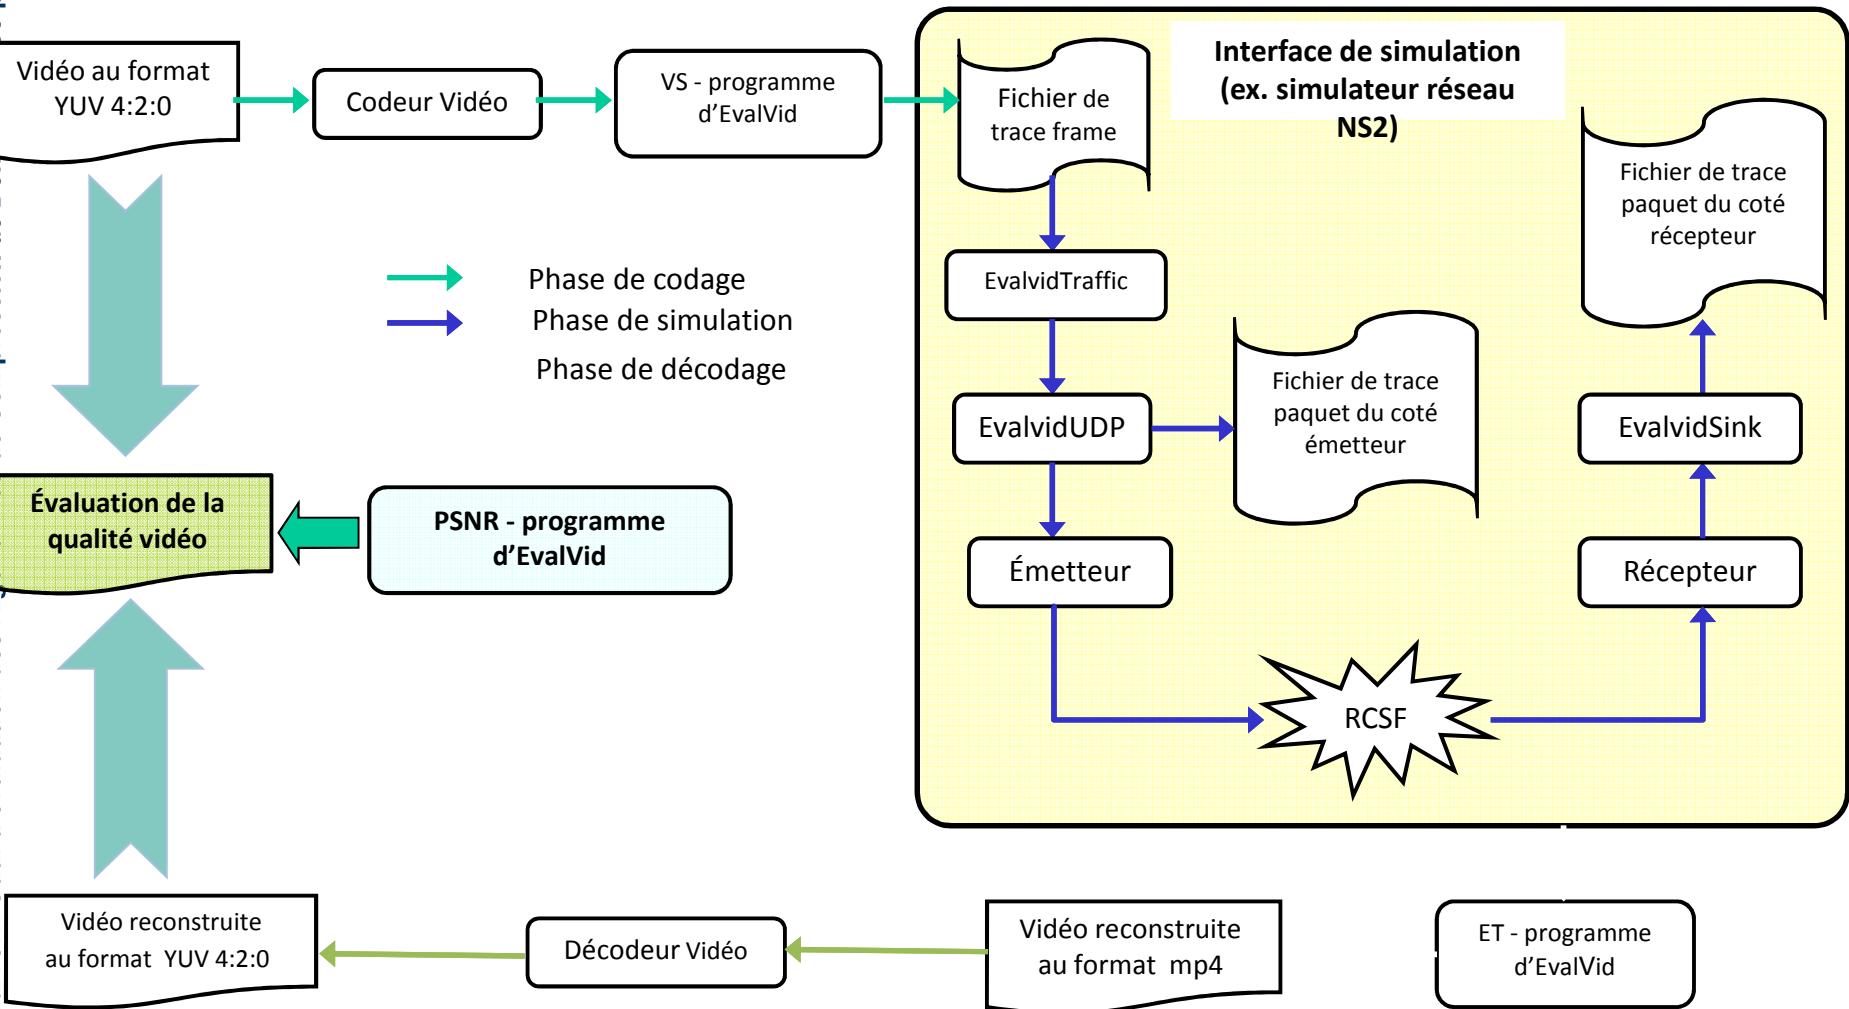 Vidéo au format
YUV 4:2:0
Codeur Vidéo
VS - programme
d'EvalVid
Fichier de
trace frame
Interface de simulation
(ex. simulateur réseau
NS2)
Fichier de trace
paquet du coté
récepteur
EvalvidTraffic
Phase de codage
Phase de simulation
Phase de décodage
Fichier de trace
paquet du coté
émetteur
EvalvidUDP
EvalvidSink
Évaluation de la
qualité vidéo
PSNR - programme
d'EvalVid
Émetteur
Récepteur
RCSF
Vidéo reconstruite
au format YUV 4:2:0
Décodeur Vidéo
Vidéo reconstruite
au format mp4
ET - programme
d'EvalVid